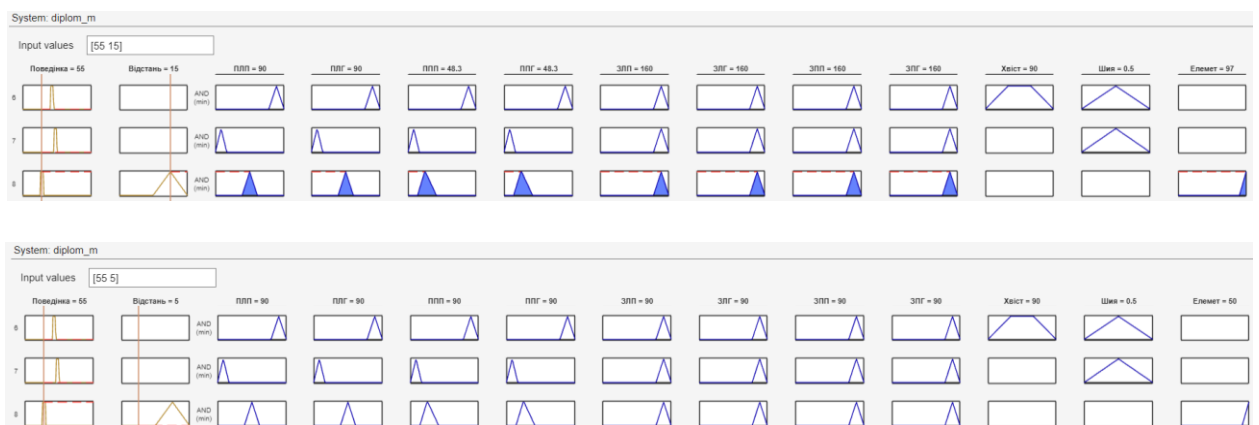 System: diplom_m
Input values [55 15]
Поведінка = 55 Відстань = 15 ПЛП = 90 ПЛГ = 90 ППП = 48.3 ППГ = 48.3 ЗЛП = 160 ЗЛГ = 160 ЗПП = 160 ЗПГ = 160 Хвіст = 90 Шия = 0.5 Елемет = 97
6 AND (min)
7 AND (min)
8 AND (min)
System: diplom_m
Input values [55 5]
Поведінка = 55 Відстань = 5 ПЛП = 90 ПЛГ = 90 ППП = 90 ППГ = 90 ЗЛП = 90 ЗЛГ = 90 ЗПП = 90 ЗПГ = 90 Хвіст = 90 Шия = 0.5 Елемет = 50
6 AND (min)
7 AND (min)
8 AND (min)